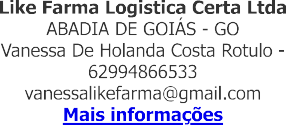 Like Farma Logistica Certa Ltda
ABADIA DE GOIÁS - GO
Vanessa De Holanda Costa Rotulo -
62994866533
vanessalikefarma@gmail.com
Mais informações